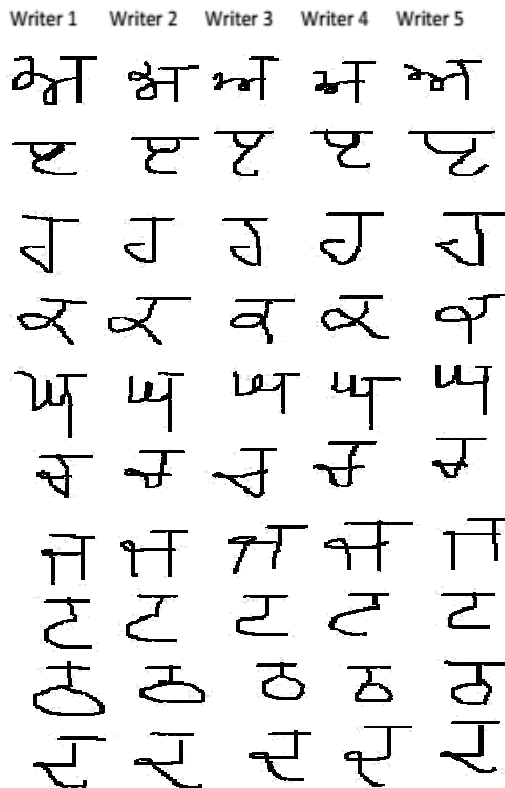 Writer 1 Writer 2 Writer 3 Writer 4 Writer 5
ਅ ਅ ਅ ਅ ਅ
ੲ ੲ ੲ ੲ ੲ
ਹ ਹ ਹ ਹ ਹ
ਕ ਕ ਕ ਕ ਕ
ਘ ਘ ਘ ਘ ਘ
ਚ ਚ ਚ ਚ ਚ
ਜ ਜ ਜ ਜ ਜ
ਟ ਟ ਟ ਟ ਟ
ਠ ਠ ਠ ਠ ਠ
ਦ ਦ ਦ ਦ ਦ